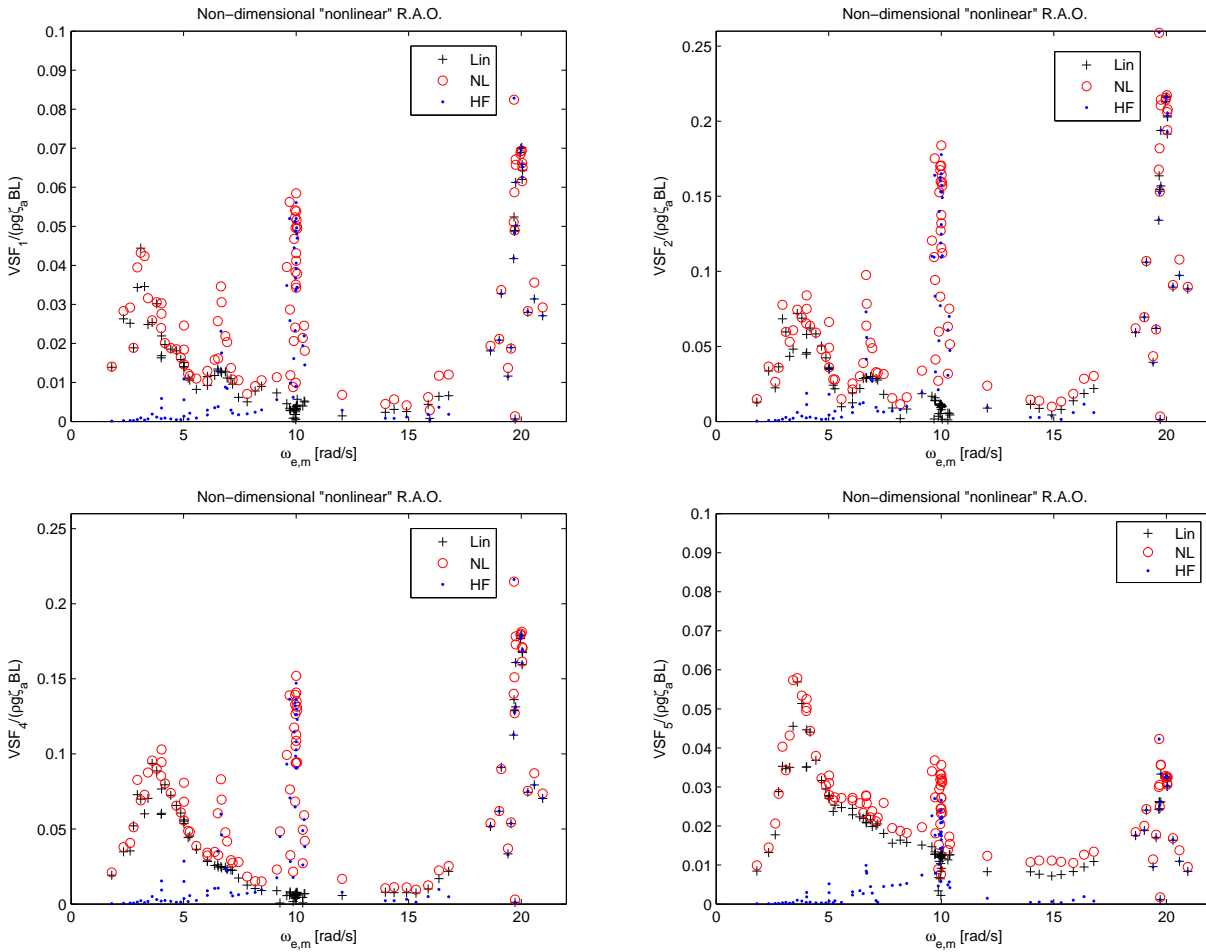 Non−dimensional "nonlinear" R.A.O.
0.1
0.09
0.08
0.07
0.06
0.05
0.04
0.03
0.02
0.01
0
VSF1/(ρgζaBL)
Lin
NL
HF
0 5 10 15 20
ωe,m [rad/s]
Non−dimensional "nonlinear" R.A.O.
0.25
0.2
0.15
0.1
0.05
0
VSF2/(ρgζaBL)
Lin
NL
HF
0 5 10 15 20
ωe,m [rad/s]
Non−dimensional "nonlinear" R.A.O.
0.25
0.2
0.15
0.1
0.05
0
VSF4/(ρgζaBL)
Lin
NL
HF
0 5 10 15 20
ωe,m [rad/s]
Non−dimensional "nonlinear" R.A.O.
0.1
0.09
0.08
0.07
0.06
0.05
0.04
0.03
0.02
0.01
0
VSF5/(ρgζaBL)
Lin
NL
HF
0 5 10 15 20
ωe,m [rad/s]